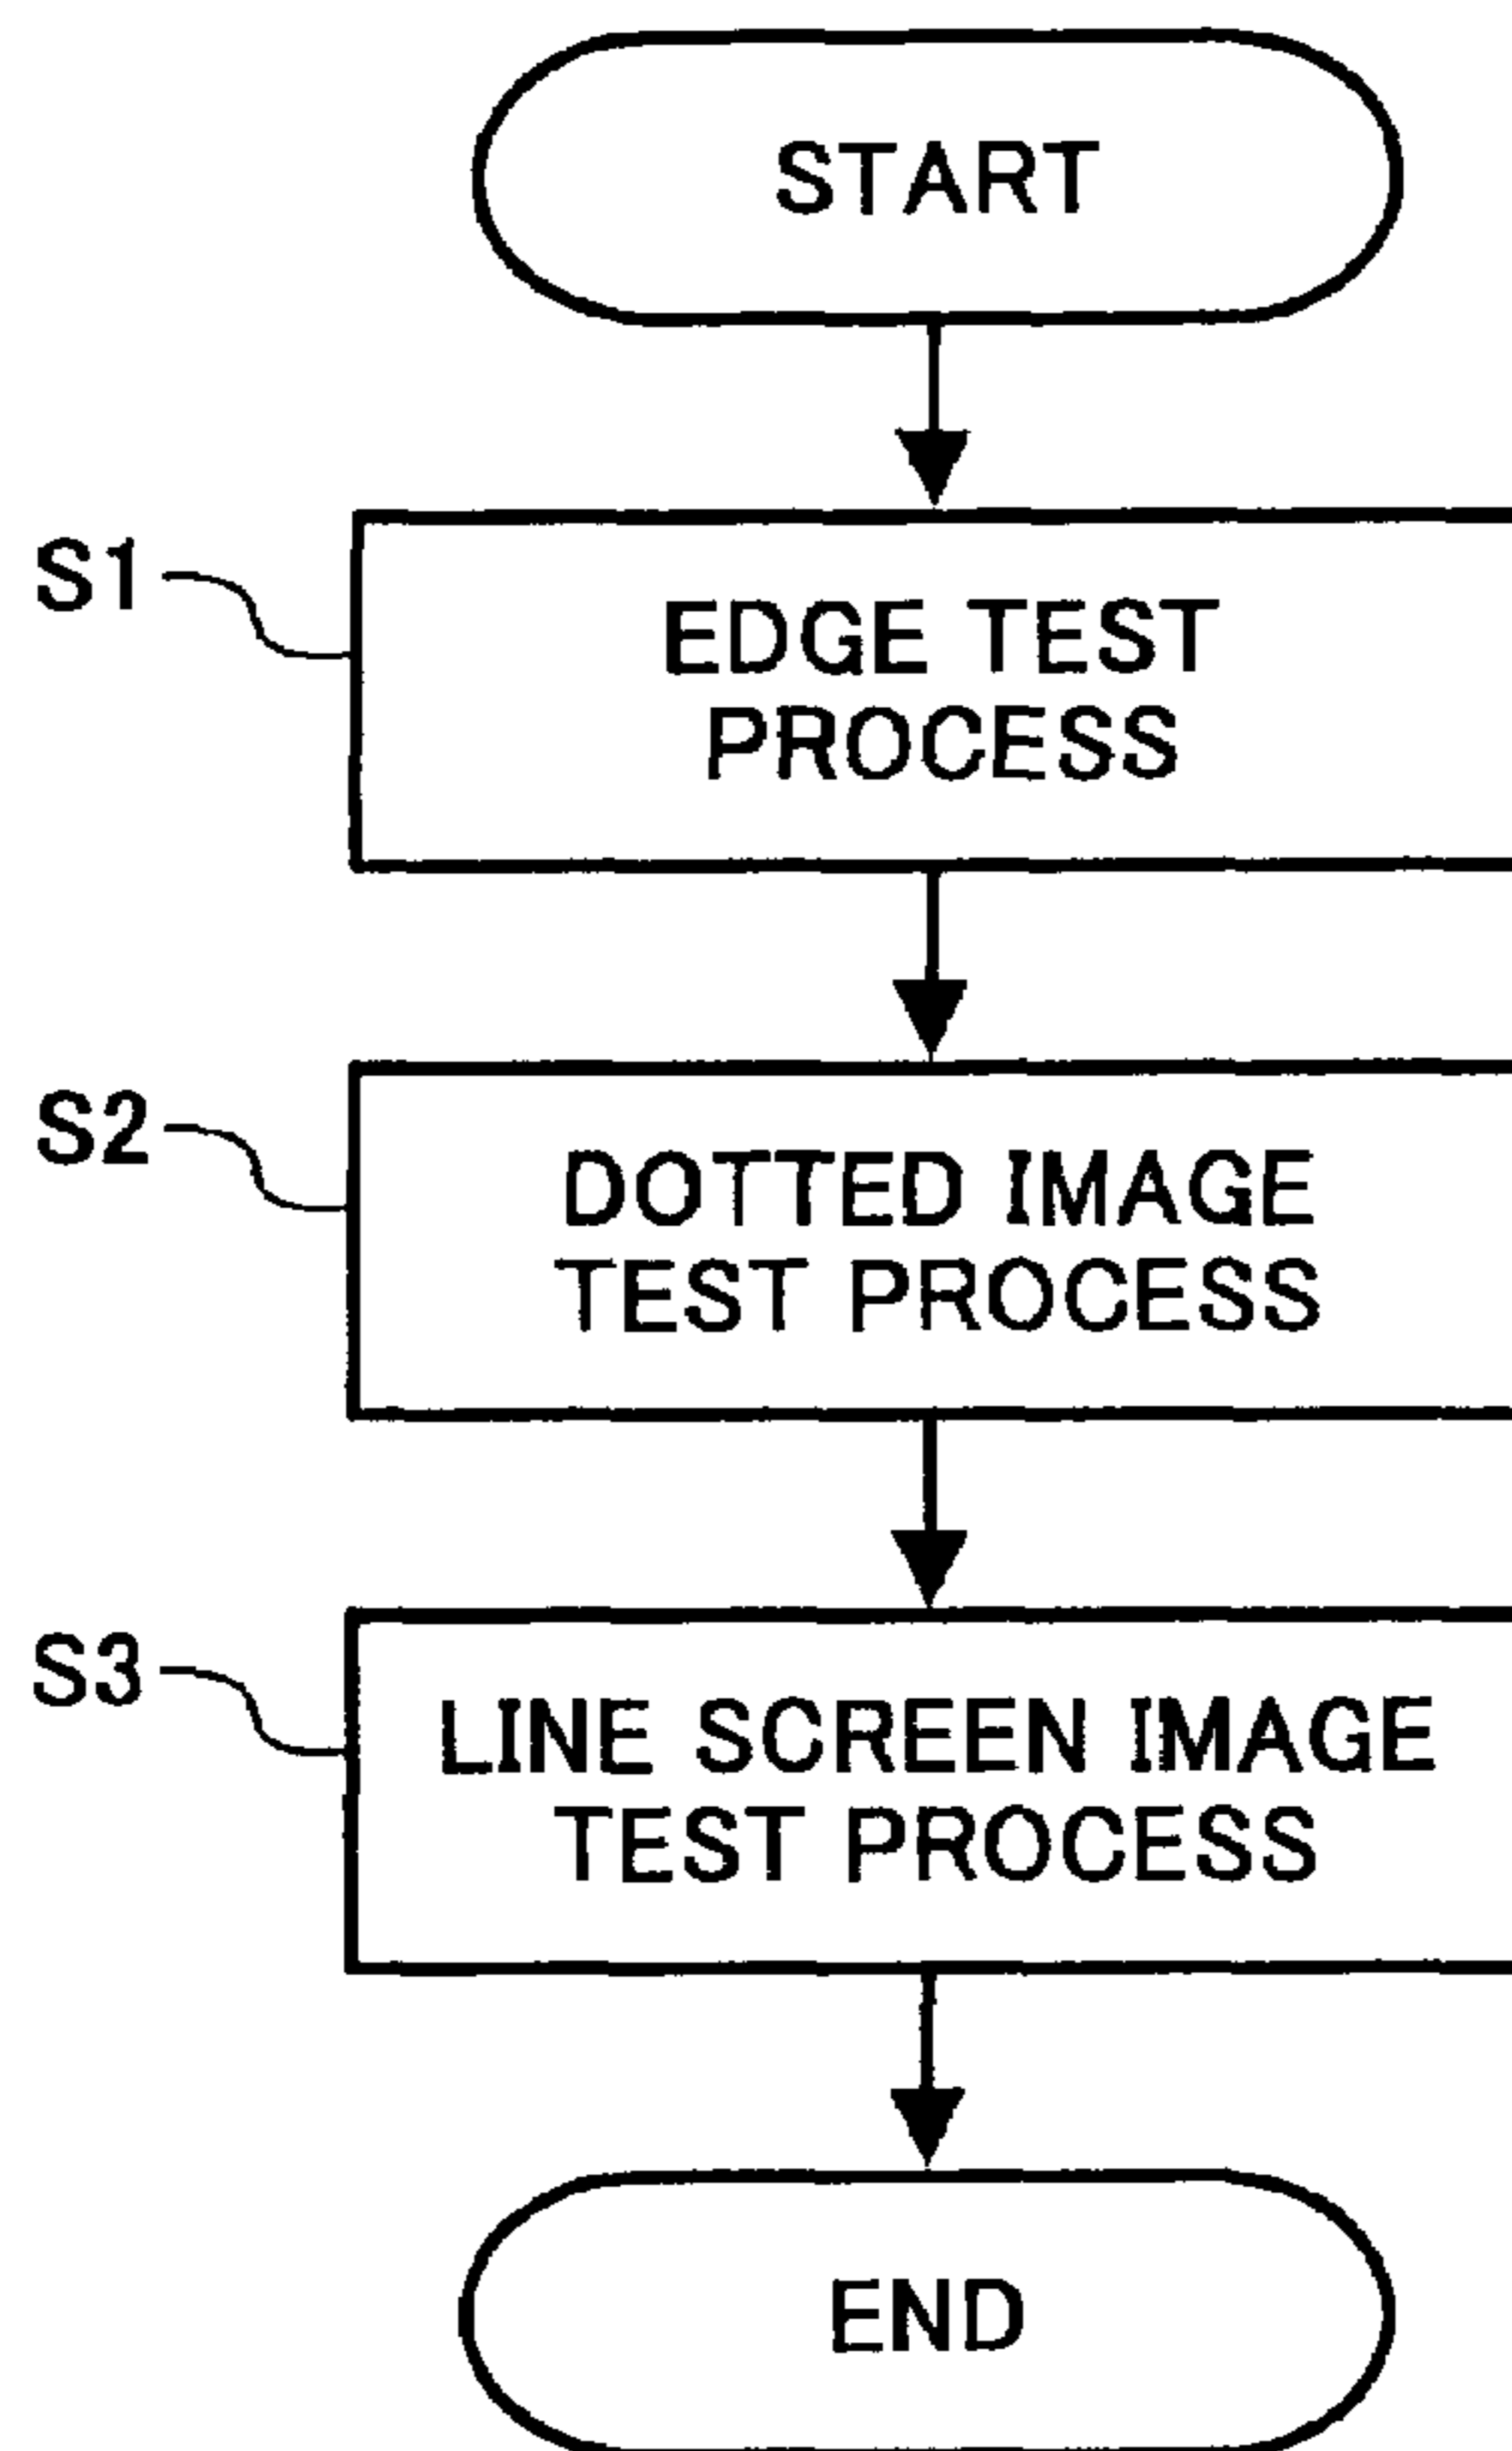 START
S1
EDGE TEST
PROCESS
S2
DOTTED IMAGE
TEST PROCESS
S3
LINE SCREEN IMAGE
TEST PROCESS
END